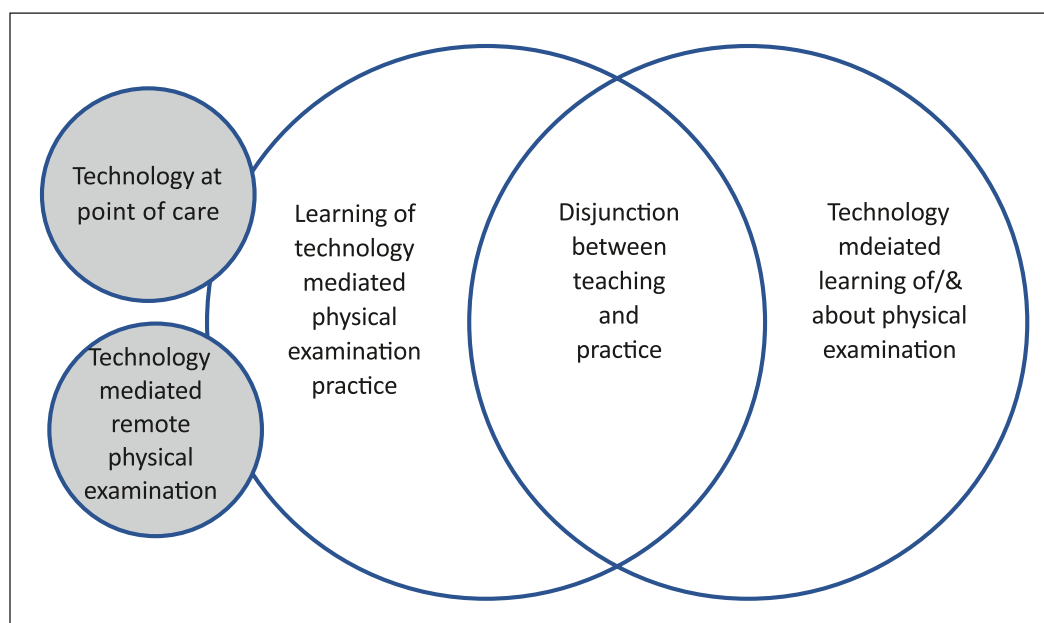 Technology at
point of care
Technology
mediated
remote
physical
examination
Learning of
technology
mediated
physical
examination
practice
Disjunction
between
teaching
and
practice
Technology
mdeiated
learning of/&
about physical
examination